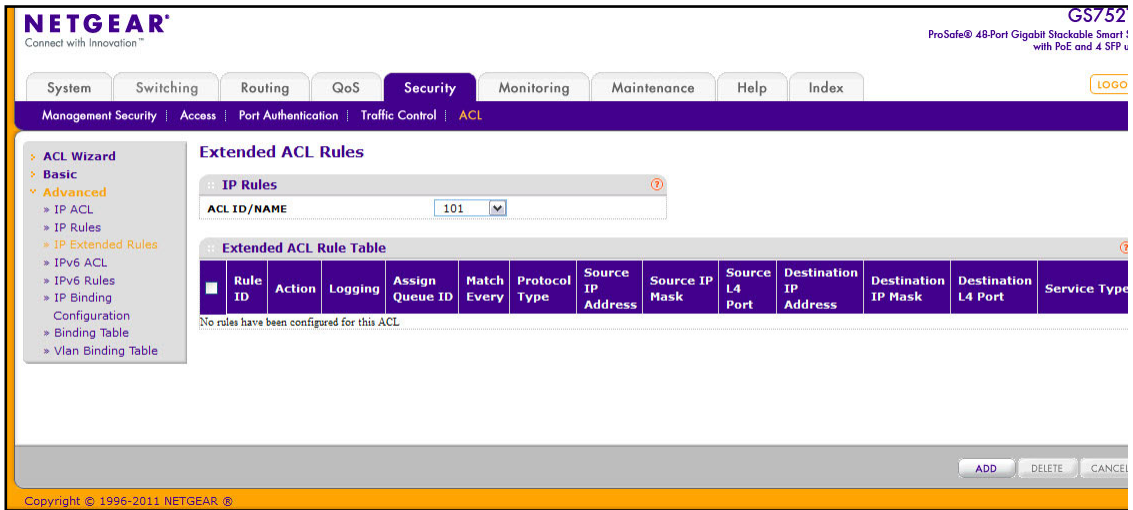 NETGEAR®
Connect with Innovation™
GS752
ProSafe® 48-Port Gigabit Stackable Smart
with PoE and 4 SFP
System Switching Routing QoS Security Monitoring Maintenance Help Index
LOGO
Management Security Access Port Authentication Traffic Control ACL
ACL Wizard
Basic
Advanced
» IP ACL
» IP Rules
» IP Extended Rules
» IPv6 ACL
» IPv6 Rules
» IP Binding
Configuration
» Binding Table
» Vlan Binding Table
Extended ACL Rules
IP Rules
ACL ID/NAME 101
Extended ACL Rule Table
Rule ID Action Logging Assign Queue ID Match Every Protocol Type Source IP Address Source IP Mask Source L4 Port Destination IP Address Destination IP Mask Destination L4 Port Service Type
No rules have been configured for this ACL
ADD DELETE CANCEL
Copyright © 1996-2011 NETGEAR ®